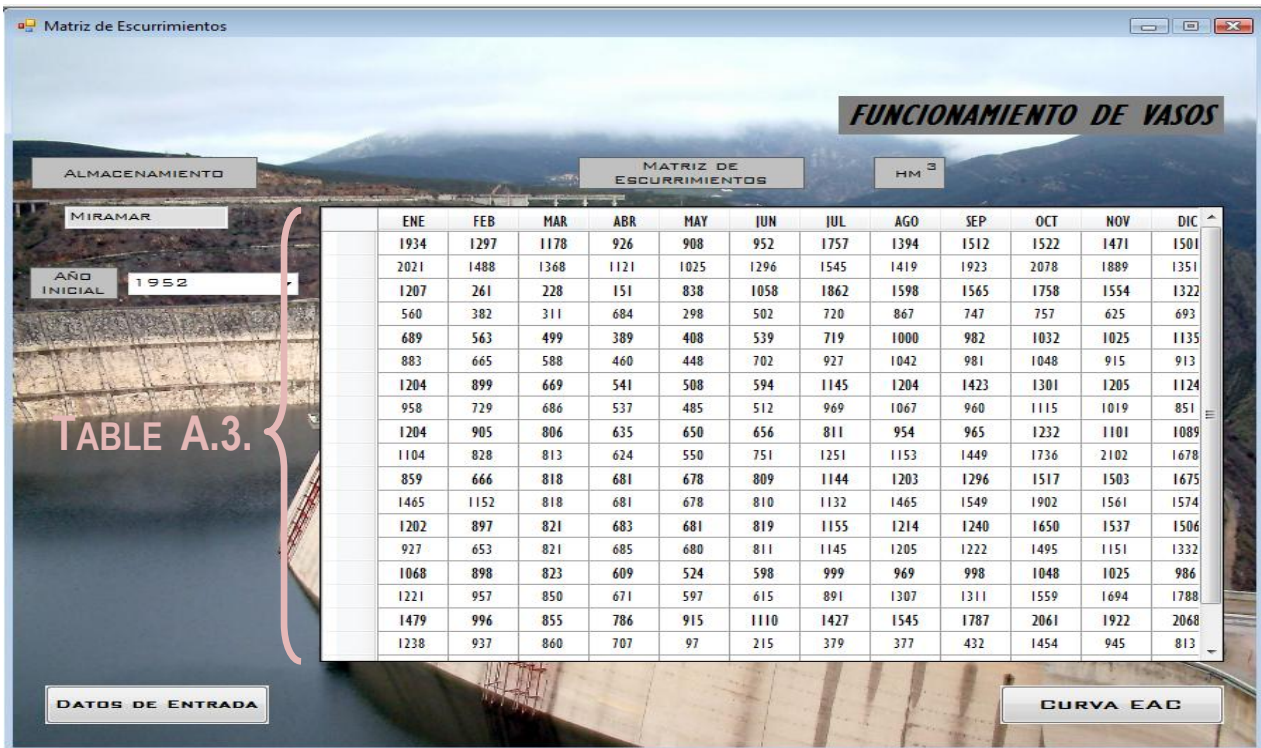 Matriz de Escurrimientos
FUNCIONAMIENTO DE VASOS
ALMACENAMIENTO
MATRIZ DE
ESCURRIMIENTOS
HM 3
MIRAMAR
AÑO
INICIAL
1952
TABLE A.3.
ENE FEB MAR ABR MAY JUN JUL AGO SEP OCT NOV DIC
1934 1297 1178 926 908 952 1757 1394 1512 1522 1471 1501
2021 1488 1368 1121 1025 1296 1545 1419 1923 2078 1889 1351
1207 261 228 151 838 1058 1862 1598 1565 1758 1554 1322
560 382 311 684 298 502 720 867 747 757 625 693
689 563 499 389 408 539 719 1000 982 1032 1025 1135
883 665 588 460 448 702 927 1042 981 1048 915 913
1204 899 669 541 508 594 1145 1204 1423 1301 1205 1124
958 729 686 537 485 512 969 1067 960 1115 1019 851
1204 905 806 635 650 656 811 954 965 1232 1101 1089
1104 828 813 624 550 751 1251 1153 1449 1736 2102 1678
859 666 818 681 678 809 1144 1203 1296 1517 1503 1675
1465 1152 818 681 678 810 1132 1465 1549 1902 1561 1574
1202 897 821 683 681 819 1155 1214 1240 1650 1537 1506
927 653 821 685 680 811 1145 1205 1222 1495 1151 1332
1068 898 823 609 524 598 999 969 998 1048 1025 986
1221 957 850 671 597 615 891 1307 1311 1559 1694 1788
1479 996 855 786 915 1110 1427 1545 1787 2061 1922 2068
1238 937 860 707 97 215 379 377 432 1454 945 813
DATOS DE ENTRADA
CURVA EAC